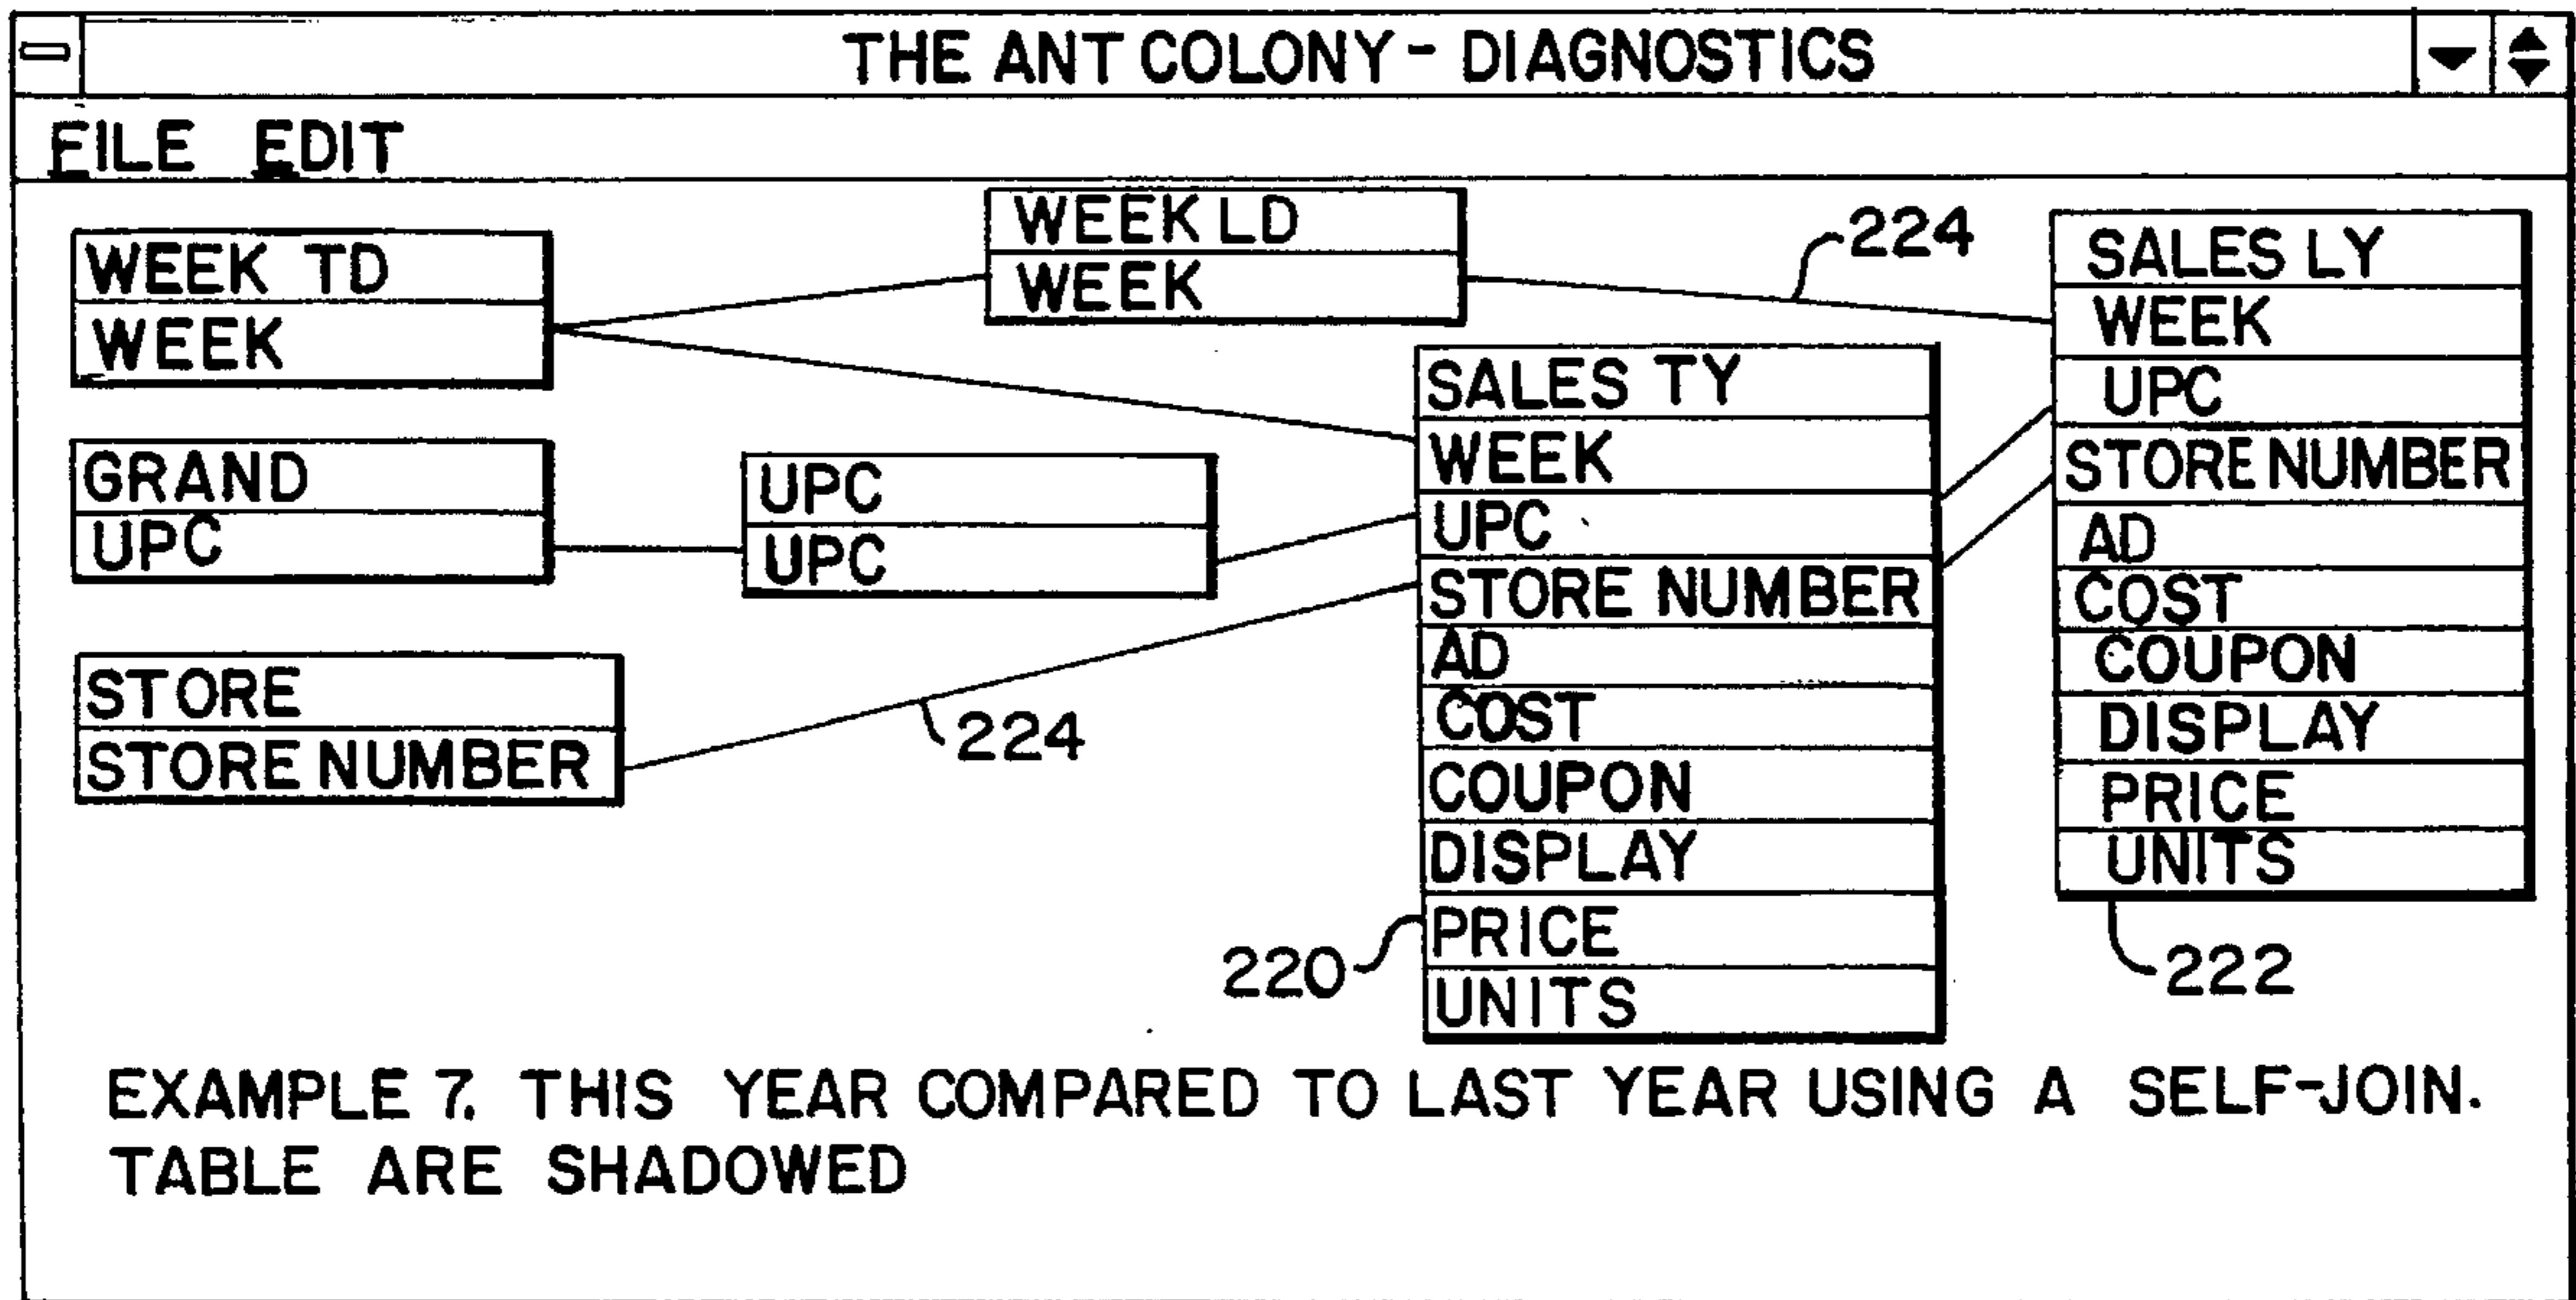 THE ANT COLONY - DIAGNOSTICS
FILE EDIT
WEEK TD
WEEK
WEEK LD
WEEK
224
SALES LY
WEEK
UPC
STORE NUMBER
AD
COST
COUPON
DISPLAY
PRICE
UNITS
222
GRAND
UPC
UPC
UPC
SALES TY
WEEK
UPC
STORE NUMBER
AD
COST
COUPON
DISPLAY
PRICE
UNITS
220
STORE
STORE NUMBER
224
EXAMPLE 7. THIS YEAR COMPARED TO LAST YEAR USING A SELF-JOIN.
TABLE ARE SHADOWED